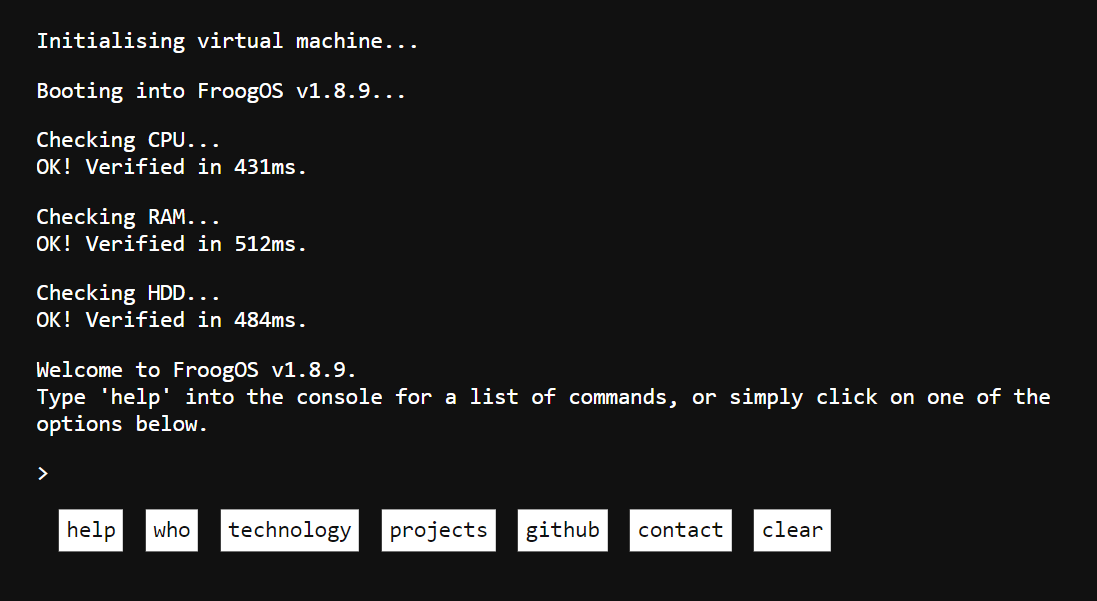 Initialising virtual machine...
Booting into FroogOS v1.8.9...
Checking CPU...
OK! Verified in 431ms.
Checking RAM...
OK! Verified in 512ms.
Checking HDD...
OK! Verified in 484ms.
Welcome to FroogOS v1.8.9.
Type 'help' into the console for a list of commands, or simply click on one of the
options below.
>
help who technology projects github contact clear